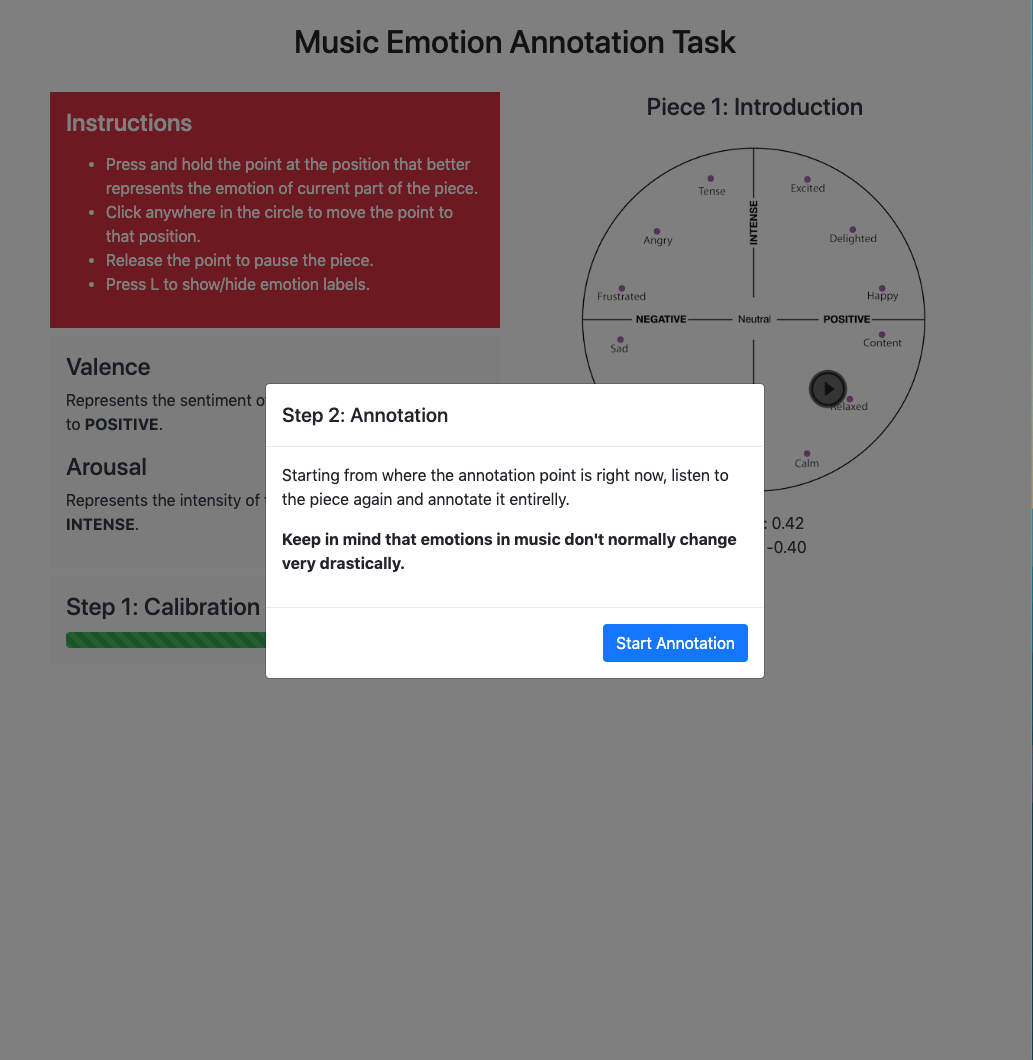 Music Emotion Annotation Task
Instructions
Press and hold the point at the position that better
represents the emotion of current part of the piece.
Click anywhere in the circle to move the point to
that position.
Release the point to pause the piece.
Press L to show/hide emotion labels.
Valence
Represents the sentiment o
to POSITIVE.
Arousal
Represents the intensity of
INTENSE.
Step 1: Calibration
Piece 1: Introduction
Tense
Excited
INTENSE
Angry
Delighted
Frustrated
Happy
NEGATIVE
Neutral
POSITIVE
Sad
Content
Relaxed
Calm
: 0.42
-0.40
Step 2: Annotation
Starting from where the annotation point is right now, listen to
the piece again and annotate it entirelly.
Keep in mind that emotions in music don't normally change
very drastically.
Start Annotation